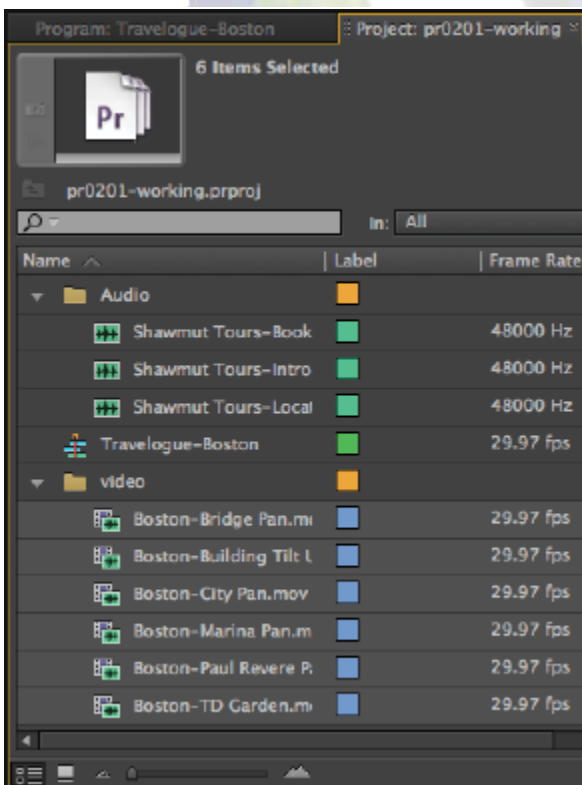 Program: Travelogue-Boston Project: pr0201-working
6 Items Selected
Pr
pr0201-working.prproj
In: All
Name Label Frame Rate
Audio
Shawmut Tours-Book 48000 Hz
Shawmut Tours-Intro 48000 Hz
Shawmut Tours-Locat 48000 Hz
Travelogue-Boston 29.97 fps
video
Boston-Bridge Pan.m 29.97 fps
Boston-Building Tilt U 29.97 fps
Boston-City Pan.mov 29.97 fps
Boston-Marina Pan.m 29.97 fps
Boston-Paul Revere P 29.97 fps
Boston-TD Garden.m 29.97 fps